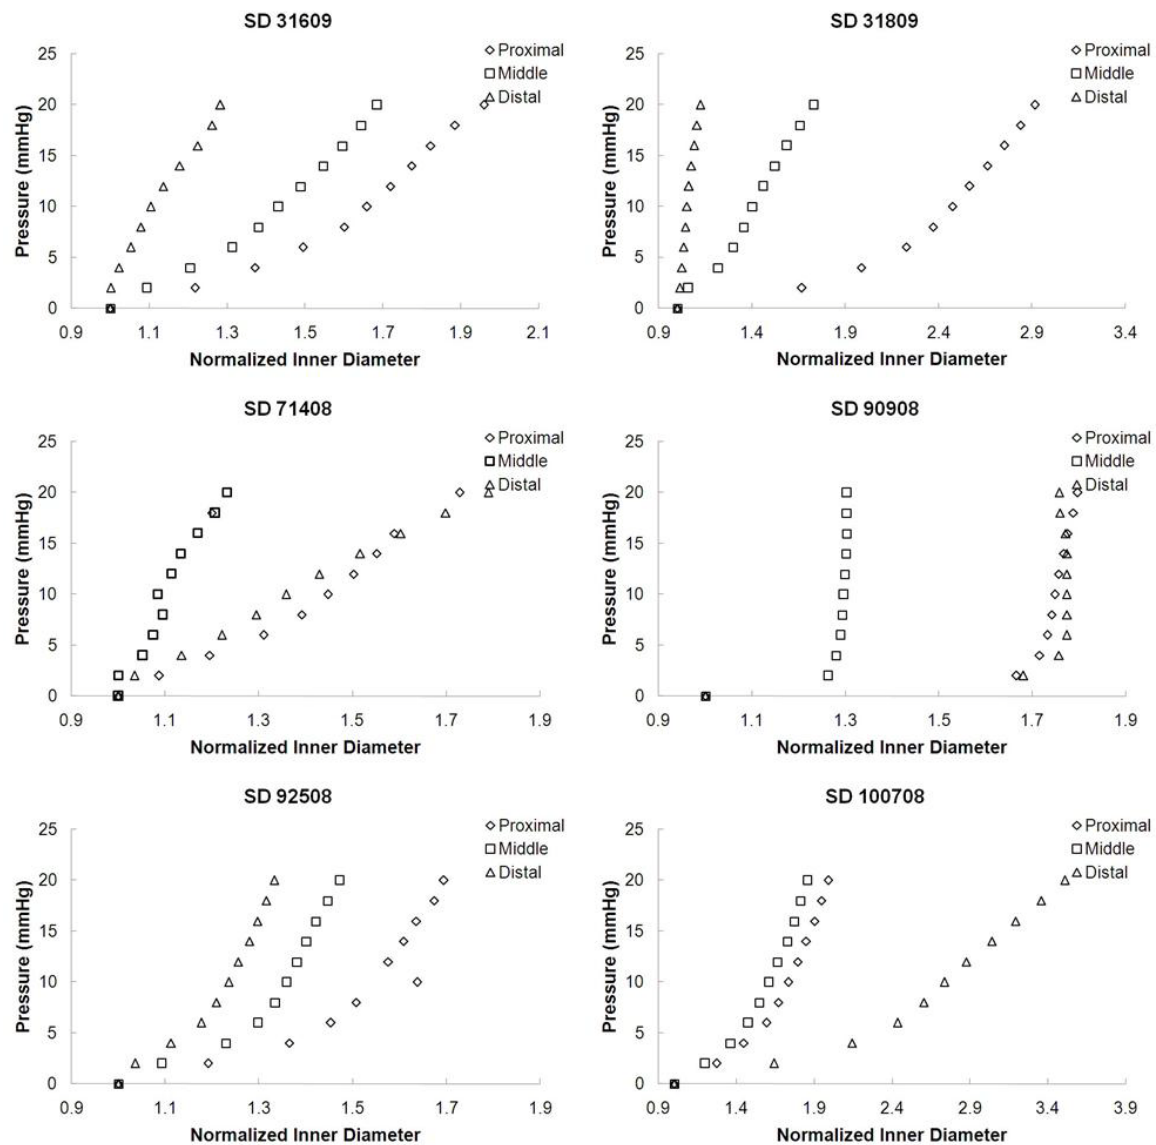 SD 31609
25
20
15
10
5
0
Pressure (mmHg)
Proximal
Middle
Distal
0.9 1.1 1.3 1.5 1.7 1.9 2.1
Normalized Inner Diameter
SD 31809
25
20
15
10
5
0
Pressure (mmHg)
Proximal
Middle
Distal
0.9 1.4 1.9 2.4 2.9 3.4
Normalized Inner Diameter
SD 71408
25
20
15
10
5
0
Pressure (mmHg)
Proximal
Middle
Distal
0.9 1.1 1.3 1.5 1.7 1.9
Normalized Inner Diameter
SD 90908
25
20
15
10
5
0
Pressure (mmHg)
Proximal
Middle
Distal
0.9 1.1 1.3 1.5 1.7 1.9
Normalized Inner Diameter
SD 92508
25
20
15
10
5
0
Pressure (mmHg)
Proximal
Middle
Distal
0.9 1.1 1.3 1.5 1.7 1.9
Normalized Inner Diameter
SD 100708
25
20
15
10
5
0
Pressure (mmHg)
Proximal
Middle
Distal
0.9 1.4 1.9 2.4 2.9 3.4 3.9
Normalized Inner Diameter